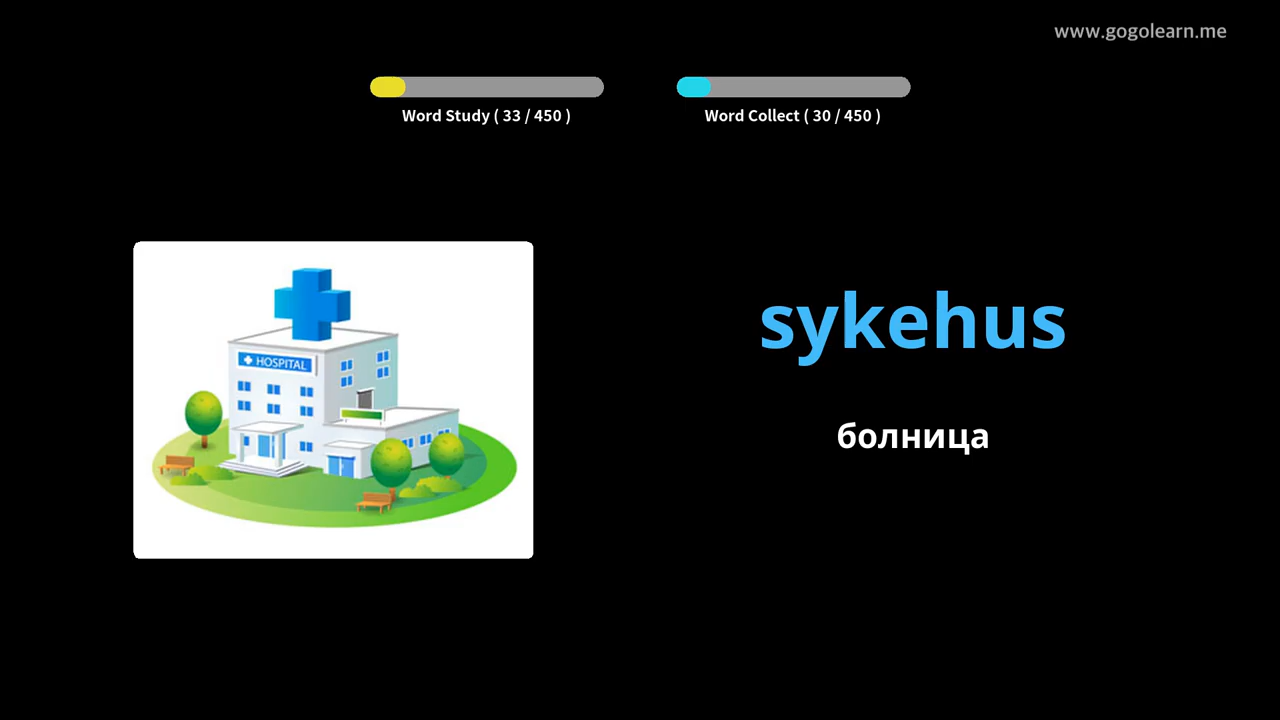 www.gogolearn.me
Word Study ( 33 / 450 )
Word Collect ( 30 / 450 )
HOSPITAL
sykehus
болница